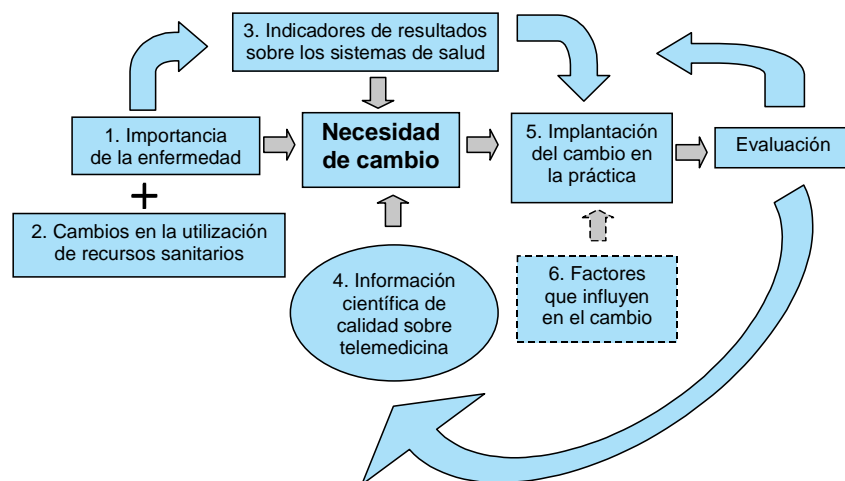 3. Indicadores de resultados
sobre los sistemas de salud
1. Importancia
de la enfermedad
+
2. Cambios en la utilización
de recursos sanitarios
Necesidad
de cambio
4. Información
científica de
calidad sobre
telemedicina
5. Implantación
del cambio en
la práctica
6. Factores
que influyen
en el cambio
Evaluación